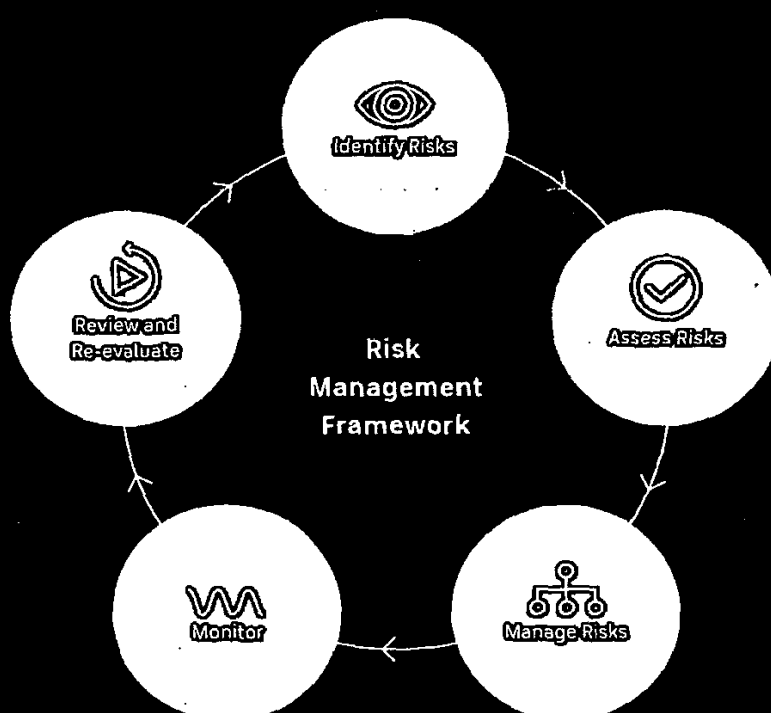 Identify Risks
Assess Risks
Manage Risks
Monitor
Review and
Re-evaluate
Risk
Management
Framework